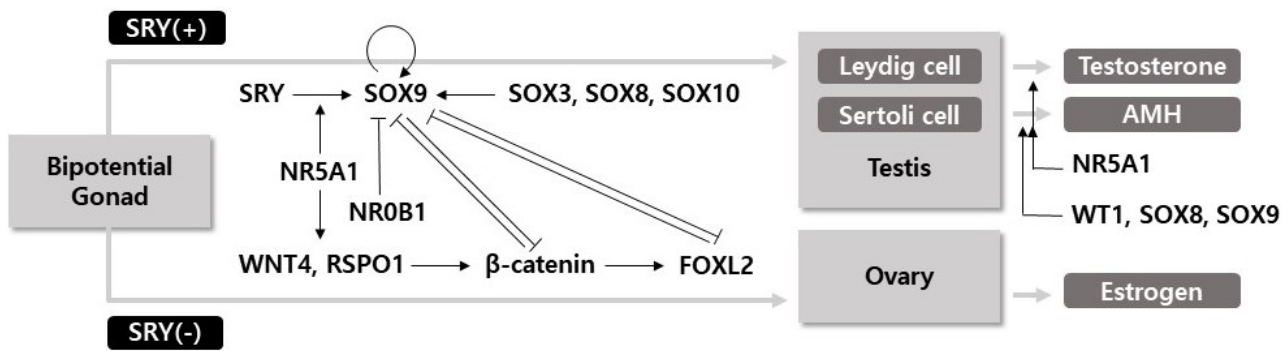 SRY(+)
Bipotential
Gonad
SRY
SOX9
SOX3, SOX8, SOX10
NR5A1
NR0B1
WNT4, RSPO1
β-catenin
FOXL2
Leydig cell
Sertoli cell
Testis
Testosterone
AMH
NR5A1
WT1, SOX8, SOX9
Ovary
Estrogen
SRY(-)